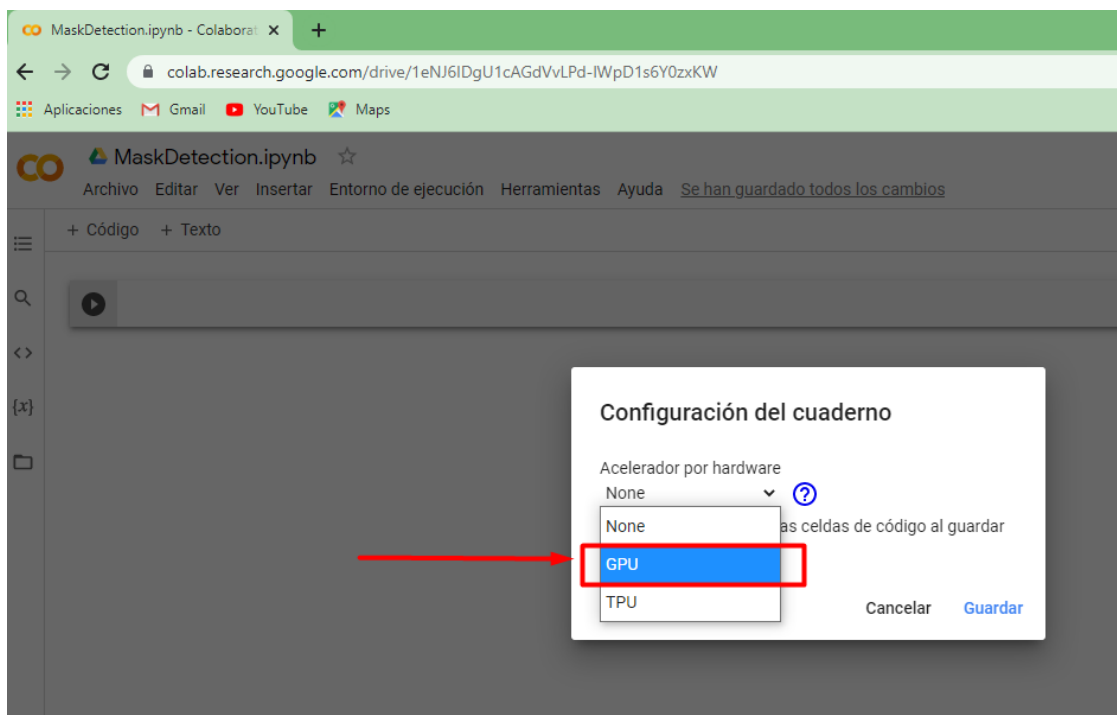 MaskDetection.ipynb - Colaborat
colab.research.google.com/drive/1eNJ6IDgU1cAGdVvLPd-IWpD1s6Y0zxKW
Aplicaciones Gmail YouTube Maps
MaskDetection.ipynb
Archivo Editar Ver Insertar Entorno de ejecución Herramientas Ayuda Se han guardado todos los cambios
+ Código + Texto
{x}
Configuración del cuaderno
Acelerador por hardware
None
None
as celdas de código al guardar
GPU
TPU
Cancelar Guardar